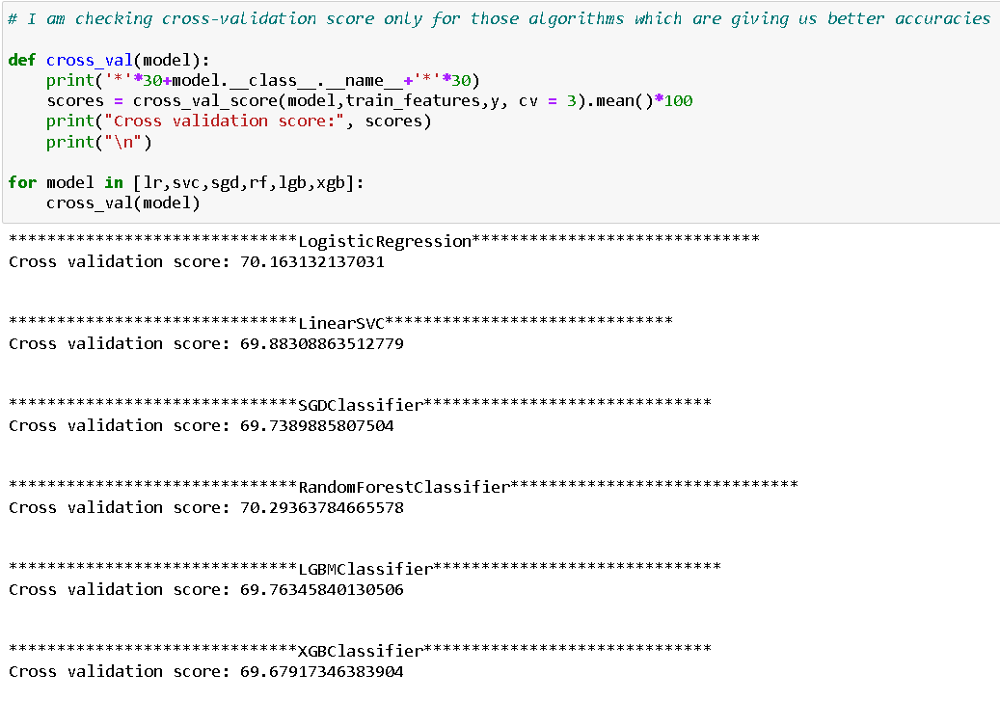 # I am checking cross-validation score only for those algorithms which are giving us better accuracies
def cross_val(model):
    print('*'*30+model.__class__.__name__+'*'*30)
    scores = cross_val_score(model,train_features,y, cv = 3).mean()*100
    print("Cross validation score:", scores)
    print("\n")
for model in [lr,svc,sgd,rf,lgb,xgb]:
    cross_val(model)
******************************LogisticRegression******************************
Cross validation score: 70.163132137031
******************************LinearSVC******************************
Cross validation score: 69.88308863512779
******************************SGDClassifier******************************
Cross validation score: 69.7389885807504
******************************RandomForestClassifier******************************
Cross validation score: 70.29363784665578
******************************LGBMClassifier******************************
Cross validation score: 69.76345840130506
******************************XGBClassifier******************************
Cross validation score: 69.67917346383904